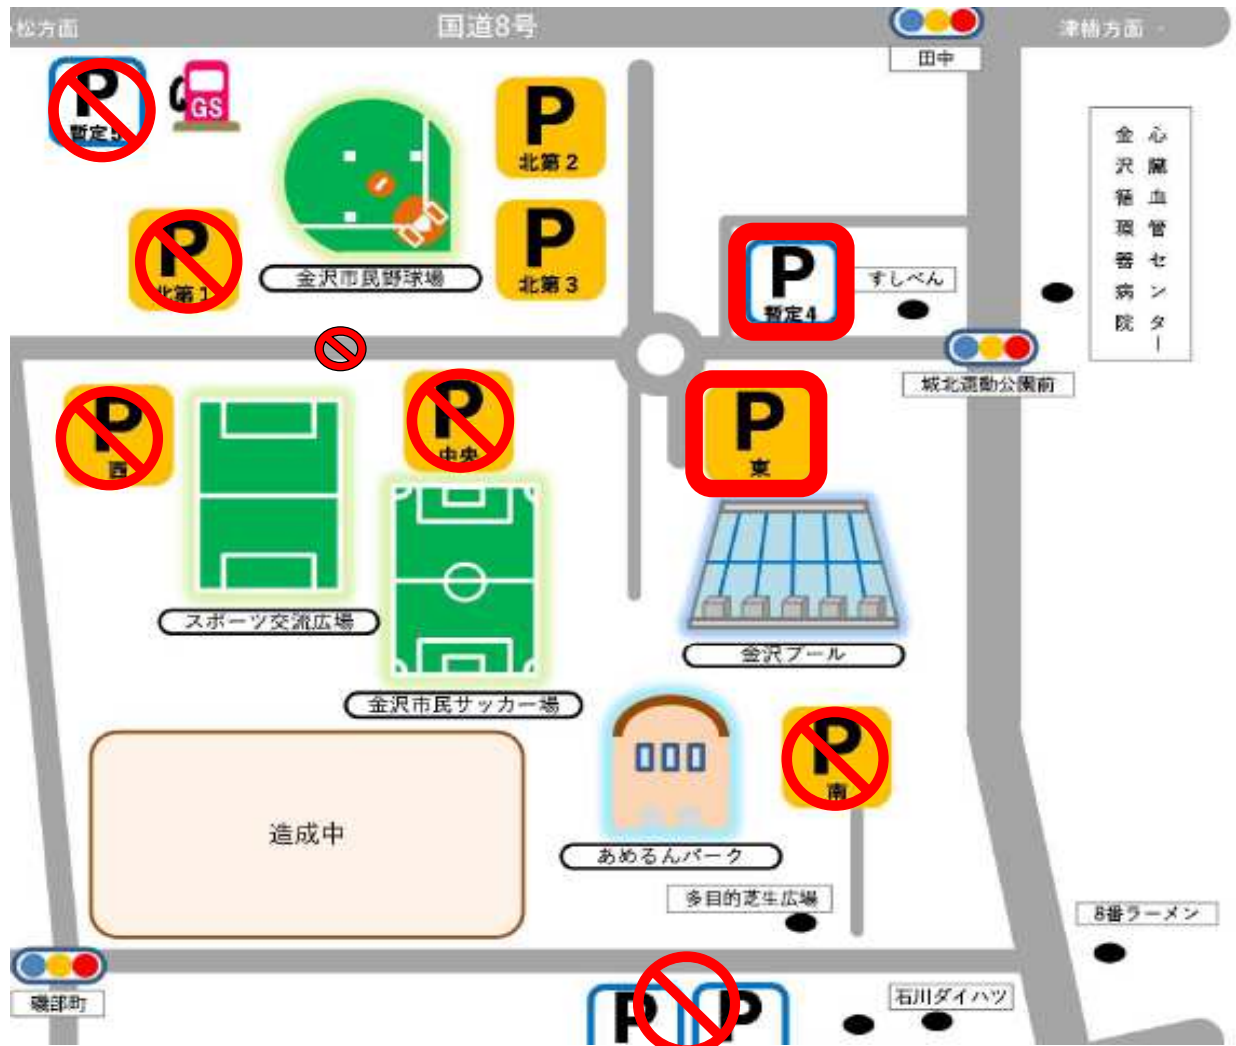 松方面
国道8号
田中
津幡方面
P
暫定5
GS
P
北第2
金沢循環器病院
心臓血管センター
P
北第1
金沢市民野球場
P
北第3
P
暫定4
すしべん
城北運動公園前
P
西
P
中央
P
東
スポーツ交流広場
金沢プール
金沢市民サッカー場
P
南
造成中
あめるんパーク
多目的芝生広場
8番ラーメン
磯部町
P
P
石川ダイハツ